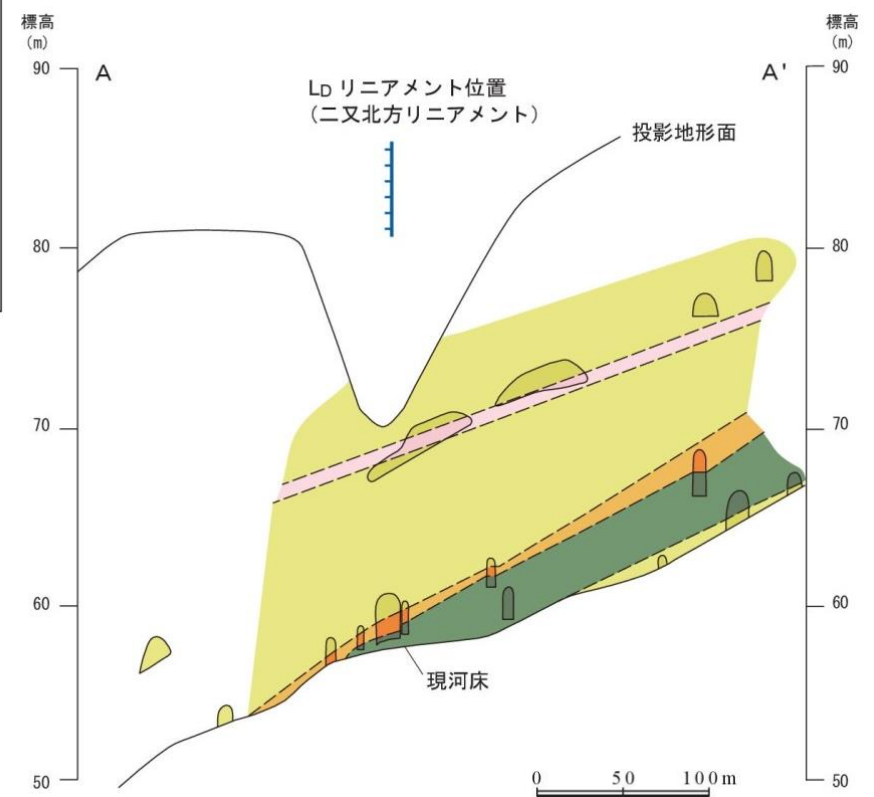 標高
(m)
標高
(m)
90
A
A'
90
LD リニアメント位置
(二又北方リニアメント)
投影地形面
80
80
70
70
60
60
現河床
50
0 50 100m
50